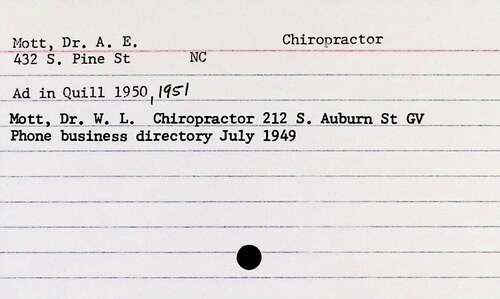 Mott, Dr. A. E. Chiropractor
432 S. Pine St NC
Ad in Quill 1950, 1951
Mott, Dr. W. L. Chiropractor 212 S. Auburn St GV
Phone business directory July 1949